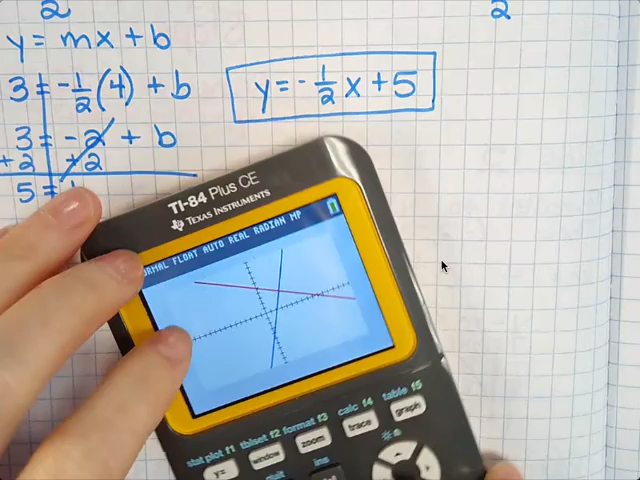 2
2
y = mx + b
3 = -1/2(4) + b
y = -1/2 x + 5
3 = -2 + b
+2 +2
5 =
TI-84 Plus CE
TEXAS INSTRUMENTS
NORMAL FLOAT AUTO REAL RADIAN MP
stat plot f1 tblset f2 format f3 calc f4 table f5
y= window zoom trace graph
ins